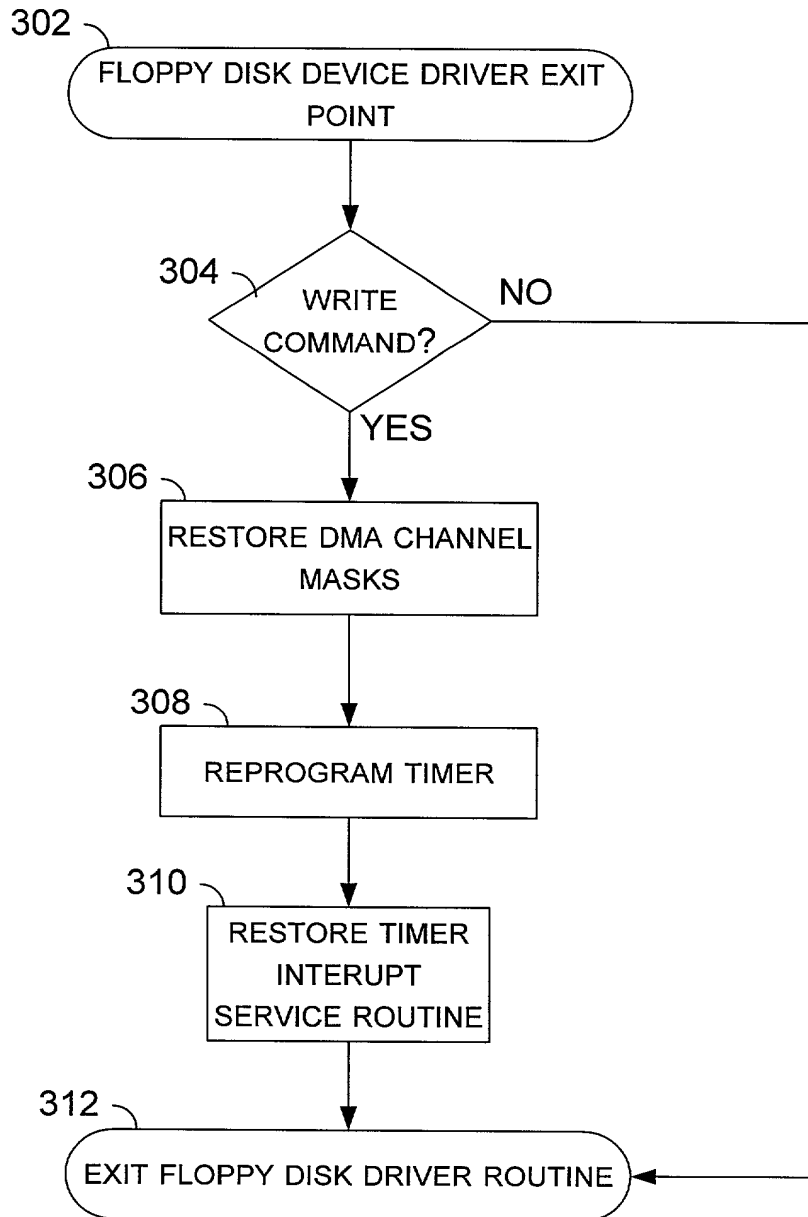 302
FLOPPY DISK DEVICE DRIVER EXIT
POINT
304
WRITE
COMMAND?
NO
YES
306
RESTORE DMA CHANNEL
MASKS
308
REPROGRAM TIMER
310
RESTORE TIMER
INTERUPT
SERVICE ROUTINE
312
EXIT FLOPPY DISK DRIVER ROUTINE